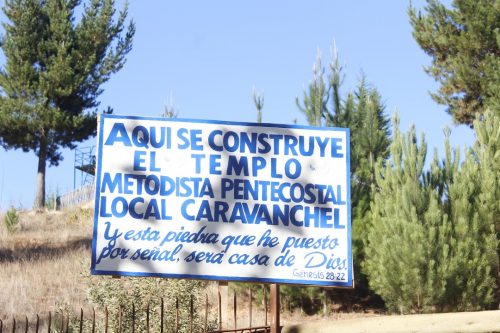 AQUI SE CONSTRUYE
EL TEMPLO
METODISTA PENTECOSTAL
LOCAL CARAVANCHEL
Y esta piedra que he puesto
por señal, será casa de Dios.
Genesis 28-22